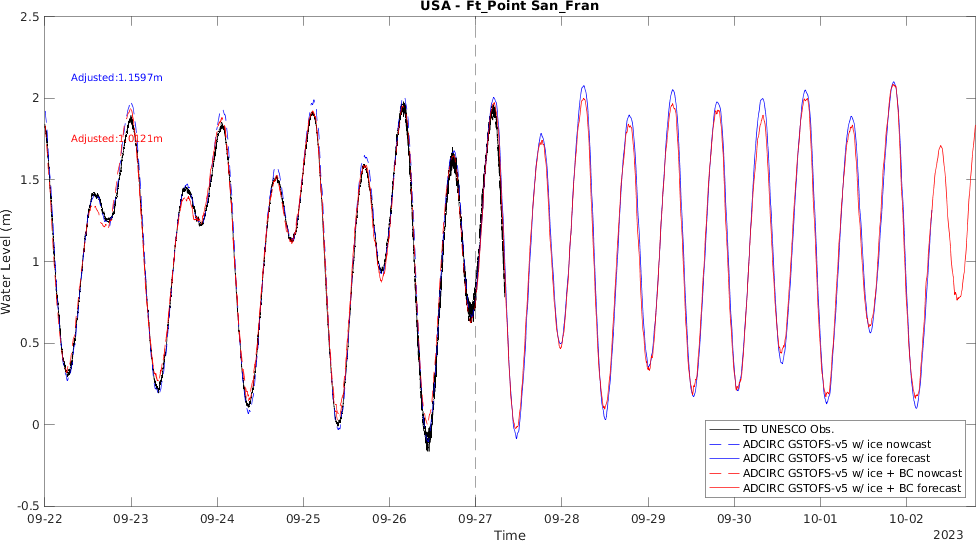 USA - Ft_Point San_Fran
2.5
2
1.5
1
0.5
0
-0.5
Water Level (m)
Adjusted:1.1597m
Adjusted:1.0121m
TD UNESCO Obs.
ADCIRC GSTOFS-v5 w/ ice nowcast
ADCIRC GSTOFS-v5 w/ ice forecast
ADCIRC GSTOFS-v5 w/ ice + BC nowcast
ADCIRC GSTOFS-v5 w/ ice + BC forecast
09-22 09-23 09-24 09-25 09-26 09-27 09-28 09-29 09-30 10-01 10-02
Time
2023